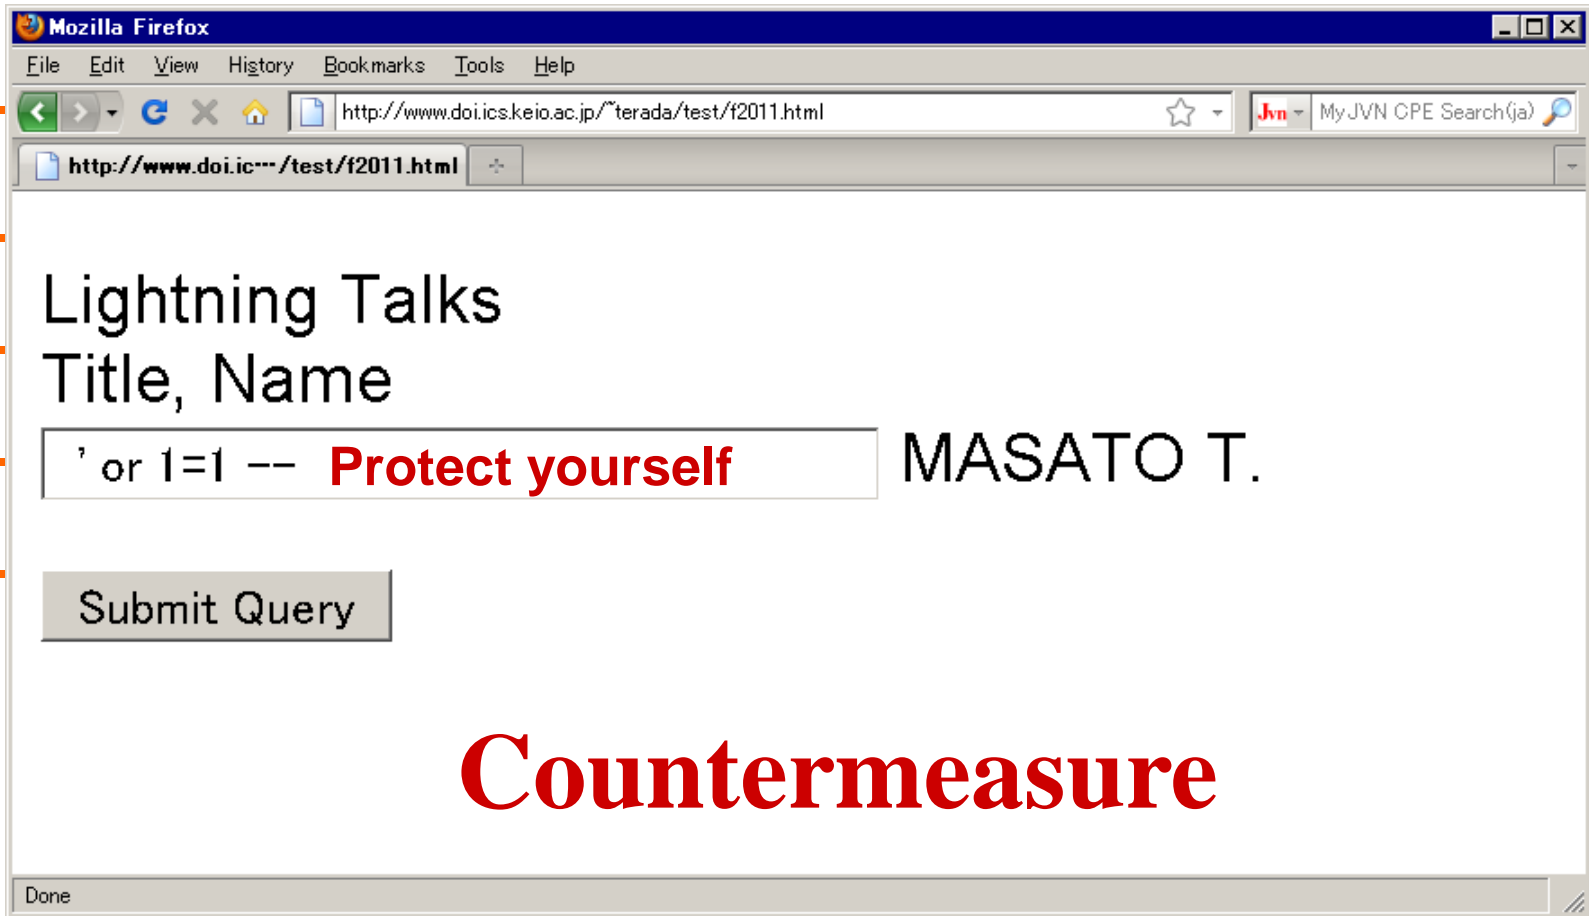 Mozilla Firefox
File Edit View History Bookmarks Tools Help
http://www.doi.ics.keio.ac.jp/~terada/test/f2011.html Jvn MyJVN CPE Search(ja)
http://www.doi.ic…/test/f2011.html
Lightning Talks
Title, Name
' or 1=1 -- Protect yourself MASATO T.
Submit Query
Countermeasure
Done